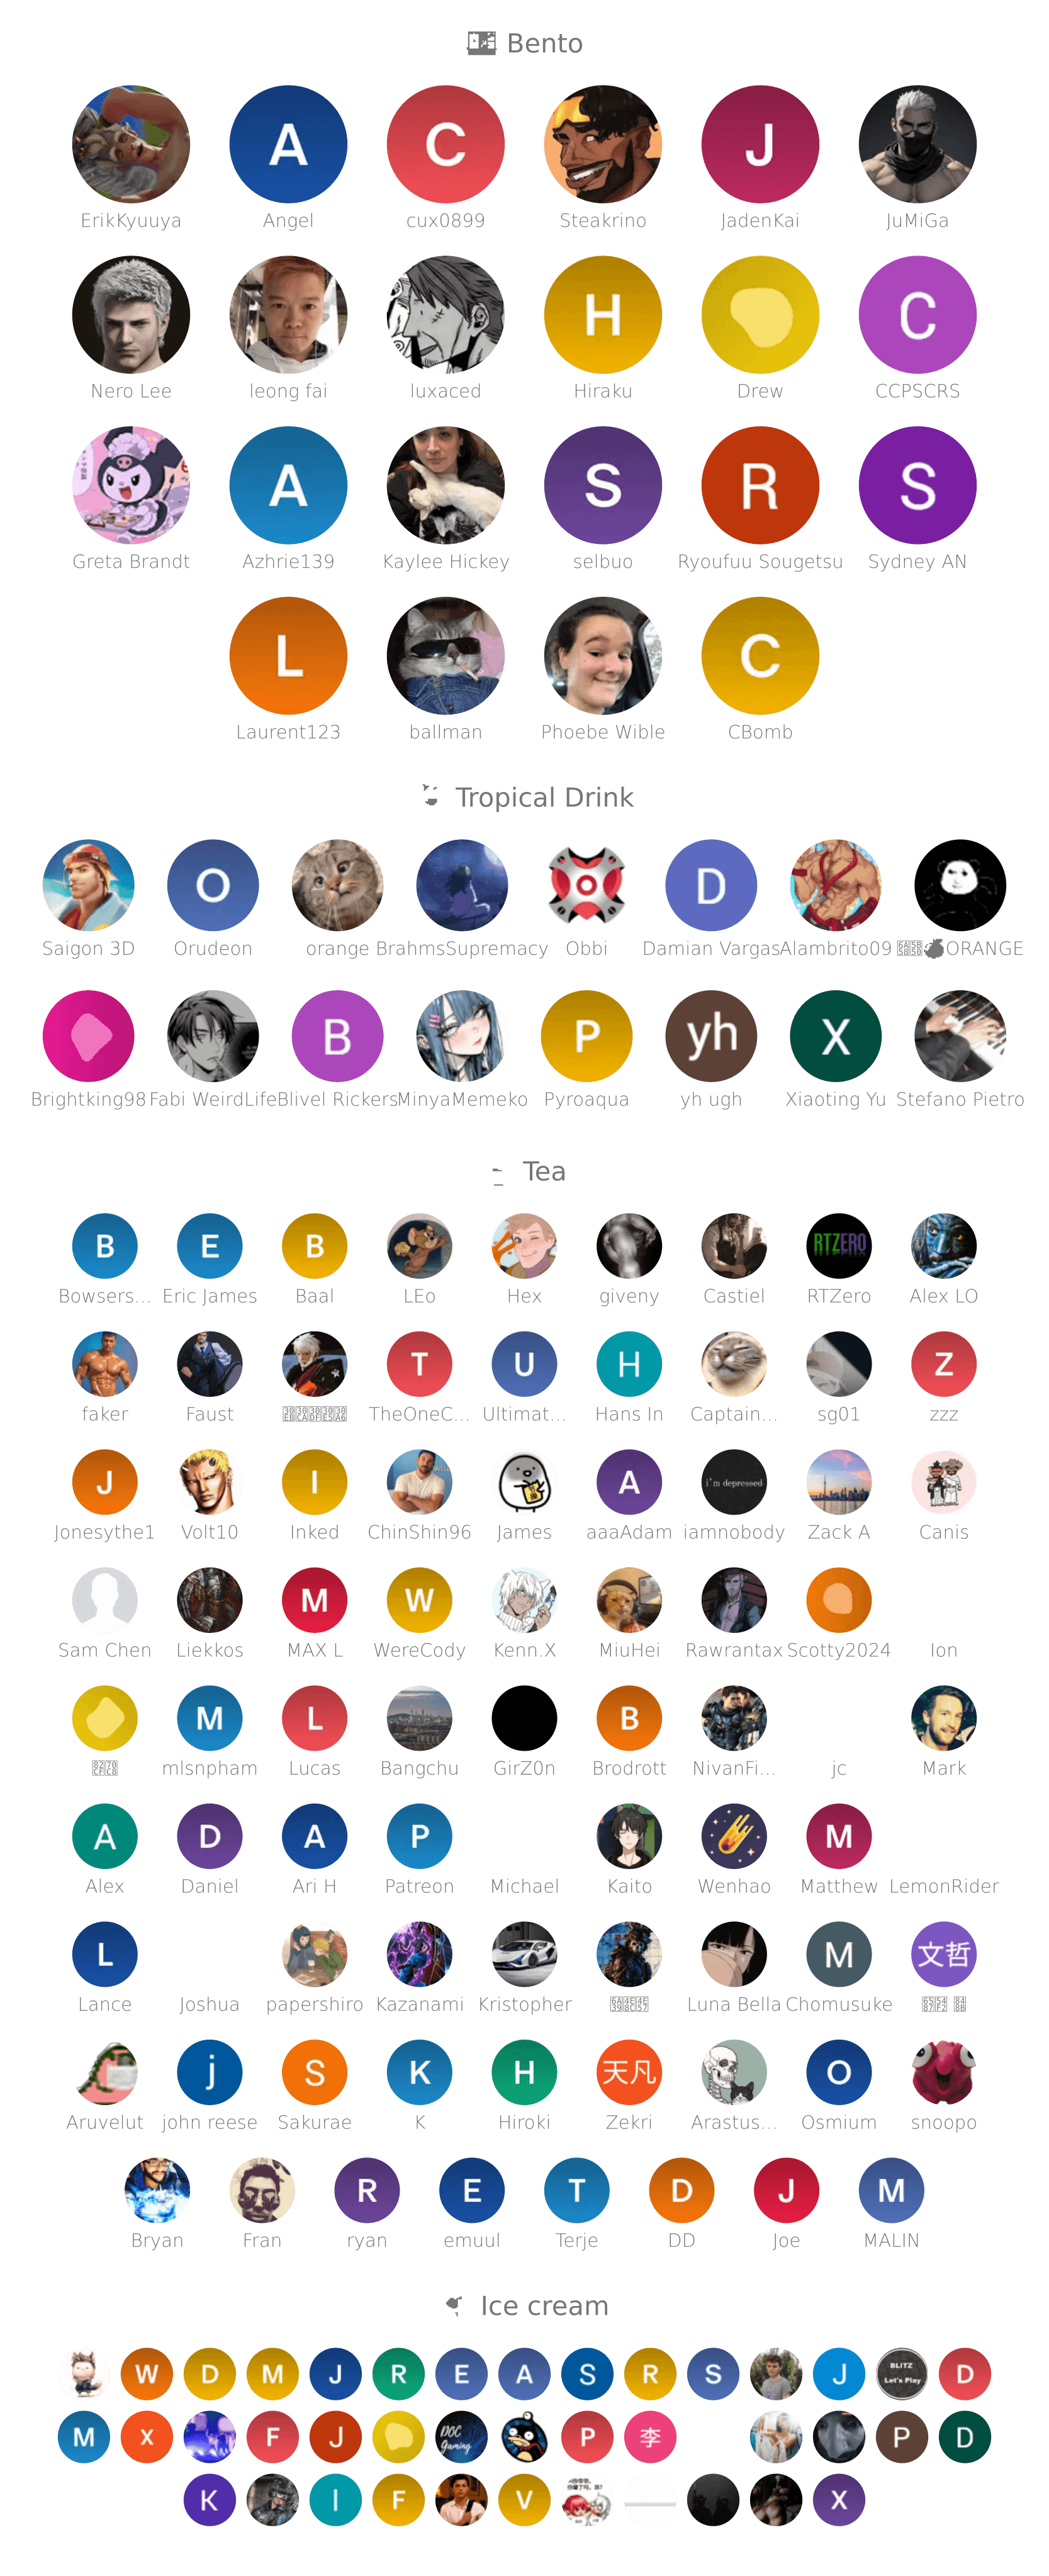 Bento
A C J
ErikKyuuya Angel cux0899 Steakrino JadenKai JuMiGa
H C
Nero Lee leong fai luxaced Hiraku Drew CCPSCRS
A S R S
Greta Brandt Azhrie139 Kaylee Hickey selbuo Ryoufuu Sougetsu Sydney AN
L C
Laurent123 ballman Phoebe Wible CBomb
Tropical Drink
O D
Saigon 3D Orudeon orange BrahmsSupremacy Obbi Damian Vargas Alambrito09 ORANGE
B P yh X
Brightking98 Fabi WeirdLife Blivel Rickers MinyaMemeko Pyroaqua yh ugh Xiaoting Yu Stefano Pietro
Tea
B E B RTZERO
Bowsers... Eric James Baal LEo Hex giveny Castiel RTZero Alex LO
T U H Z
faker Faust TheOneC... Ultimat... Hans In Captain... sg01 zzz
J I A i'm depressed
Jonesythe1 Volt10 Inked ChinShin96 James aaaAdam iamnobody Zack A Canis
M W
Sam Chen Liekkos MAX L WereCody Kenn.X MiuHei Rawrantax Scotty2024 Ion
M L B
mlsnpham Lucas Bangchu GirZ0n Brodrott NivanFi... jc Mark
A D A P M
Alex Daniel Ari H Patreon Michael Kaito Wenhao Matthew LemonRider
L M 文哲
Lance Joshua papershiro Kazanami Kristopher Luna Bella Chomusuke
j S K H 天凡 O
Aruvelut john reese Sakurae K Hiroki Zekri Arastus... Osmium snoopo
R E T D J M
Bryan Fran ryan emuul Terje DD Joe MALIN
Ice cream
W D M J R E A S R S J BLITZ Let's Play D
M X F J DOC Gaming P 李 P D
K I F V X